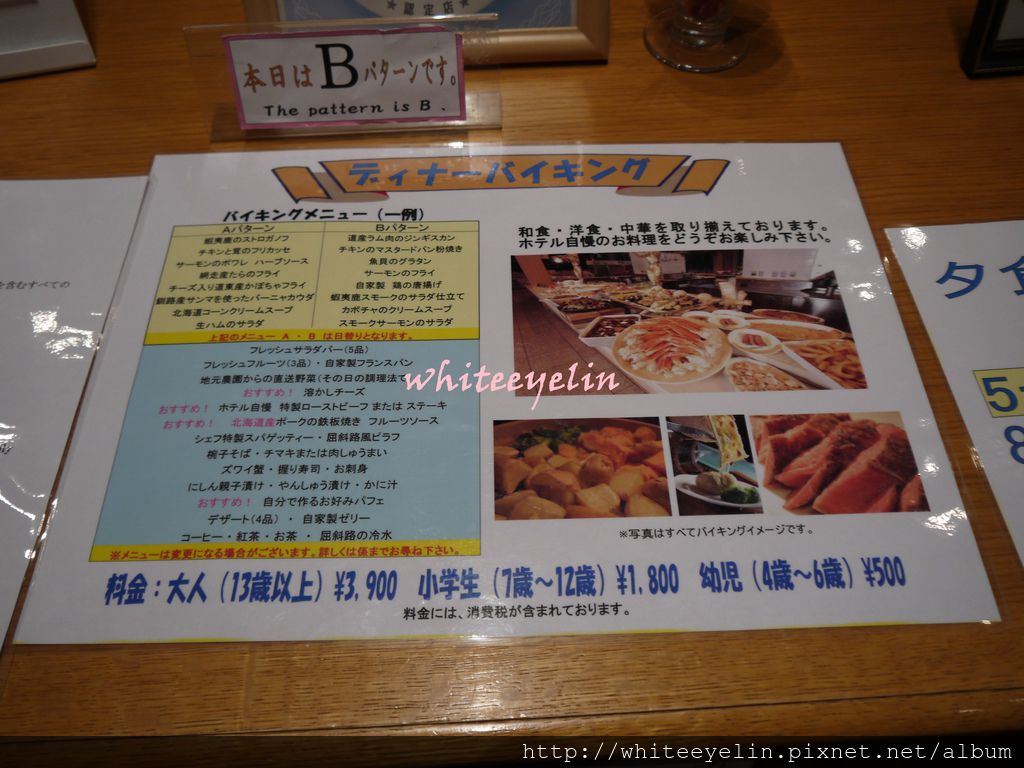 認定店
本日はBパターンです。
The pattern is B .
ディナーバイキング
バイキングメニュー（一例）
Aパターン
蝦夷鹿のストロガノフ
チキンと茸のフリカッセ
サーモンのポワレ ハーブソース
網走産たらのフライ
チーズ入り道東産かぼちゃフライ
釧路産サンマを使ったバーニャカウダ
北海道コーンクリームスープ
生ハムのサラダ
Bパターン
道産ラム肉のジンギスカン
チキンのマスタードパン粉焼き
魚貝のグラタン
サーモンのフライ
自家製 鶏の唐揚げ
蝦夷鹿スモークのサラダ仕立て
カボチャのクリームスープ
スモークサーモンのサラダ
上記のメニュー A ・ B は日替りとなります。
フレッシュサラダバー（5品）
フレッシュフルーツ（3品）・自家製フランスパン
地元農園からの直送野菜（その日の調理法で
おすすめ！ 溶かしチーズ
おすすめ！ ホテル自慢 特製ローストビーフ または ステーキ
おすすめ！ 北海道産ポークの鉄板焼き フルーツソース
シェフ特製スパゲッティー・屈斜路風ピラフ
椀子そば・チマキまたは肉しゅうまい
ズワイ蟹・握り寿司・お刺身
にしん親子漬け・やんしゅう漬け・かに汁
おすすめ！ 自分で作るお好みパフェ
デザート（4品）・ 自家製ゼリー
コーヒー・紅茶・お茶 ・ 屈斜路の冷水
※メニューは変更になる場合がございます。詳しくは係までお尋ね下さい。
和食・洋食・中華を取り揃えております。
ホテル自慢のお料理をどうぞお楽しみ下さい。
whiteeyelin
※写真はすべてバイキングイメージです。
料金：大人（13歳以上）¥3,900 小学生（7歳～12歳）¥1,800 幼児（4歳～6歳）¥500
料金には、消費税が含まれております。
を含むすべての
夕食
5
8
http://whiteeyelin.pixnet.net/album